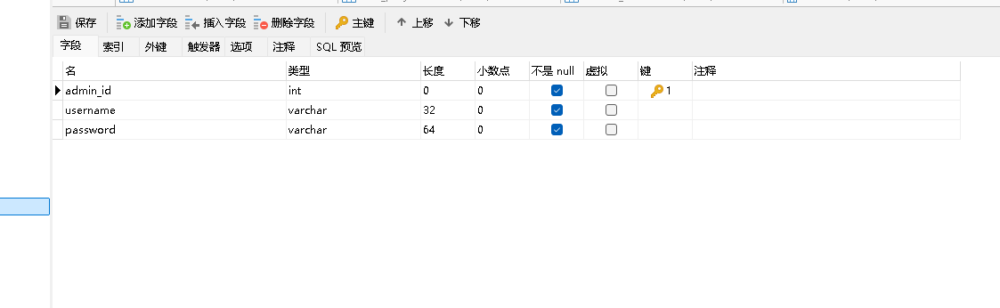 保存 添加字段 插入字段 删除字段 主键 上移 下移
字段 索引 外键 触发器 选项 注释 SQL 预览
名 类型 长度 小数点 不是 null 虚拟 键 注释
admin_id int 0 0 1
username varchar 32 0
password varchar 64 0